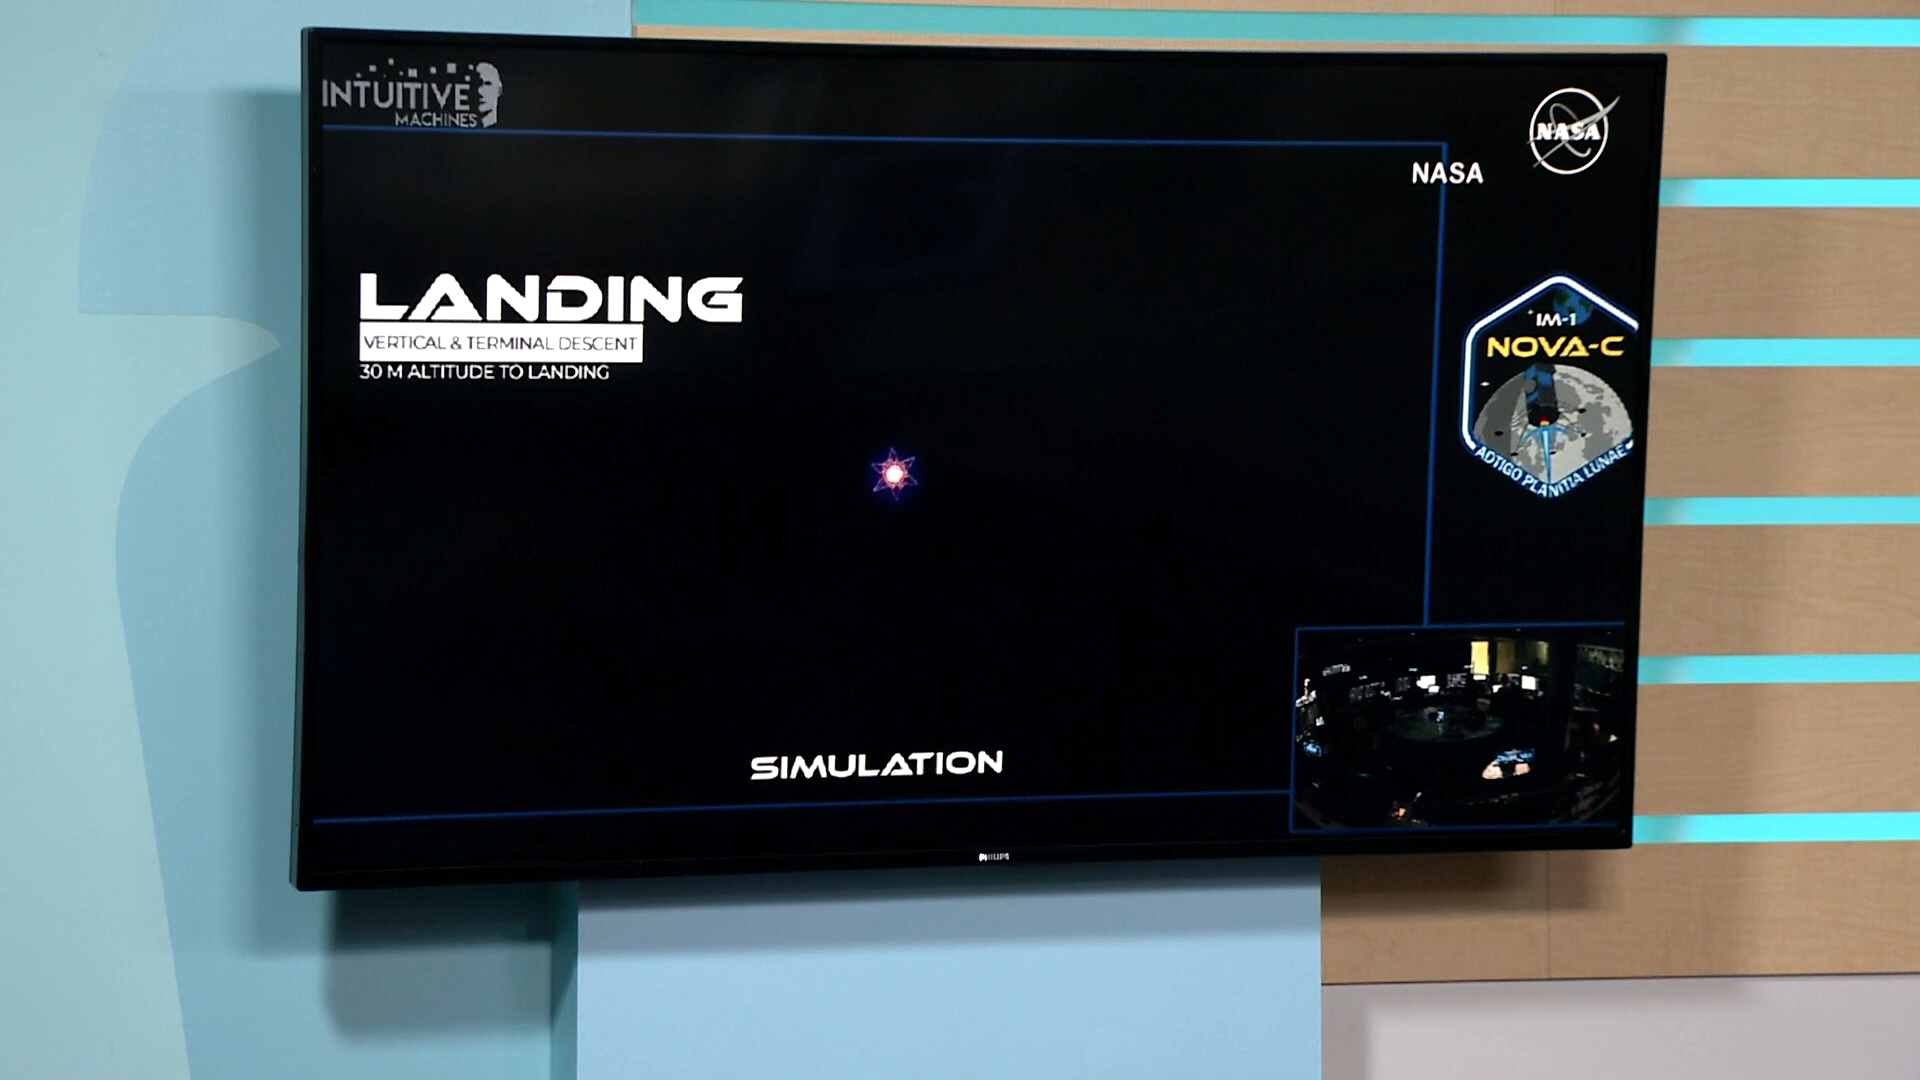 INTUITIVE
MACHINES
NASA
NASA
LANDING
VERTICAL & TERMINAL DESCENT
30 M ALTITUDE TO LANDING
IM-1
NOVA-C
ADTIGO PLANITIA LUNAE
SIMULATION
PHILIPS